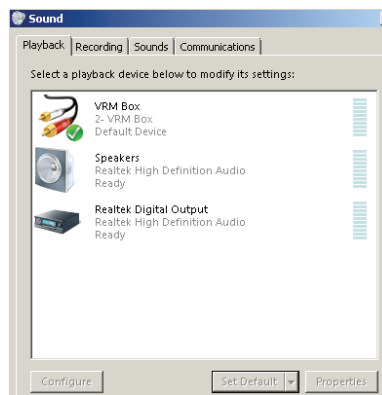 Sound
Playback Recording Sounds Communications
Select a playback device below to modify its settings:
VRM Box
2- VRM Box
Default Device
Speakers
Realtek High Definition Audio
Ready
Realtek Digital Output
Realtek High Definition Audio
Ready
Configure Set Default Properties